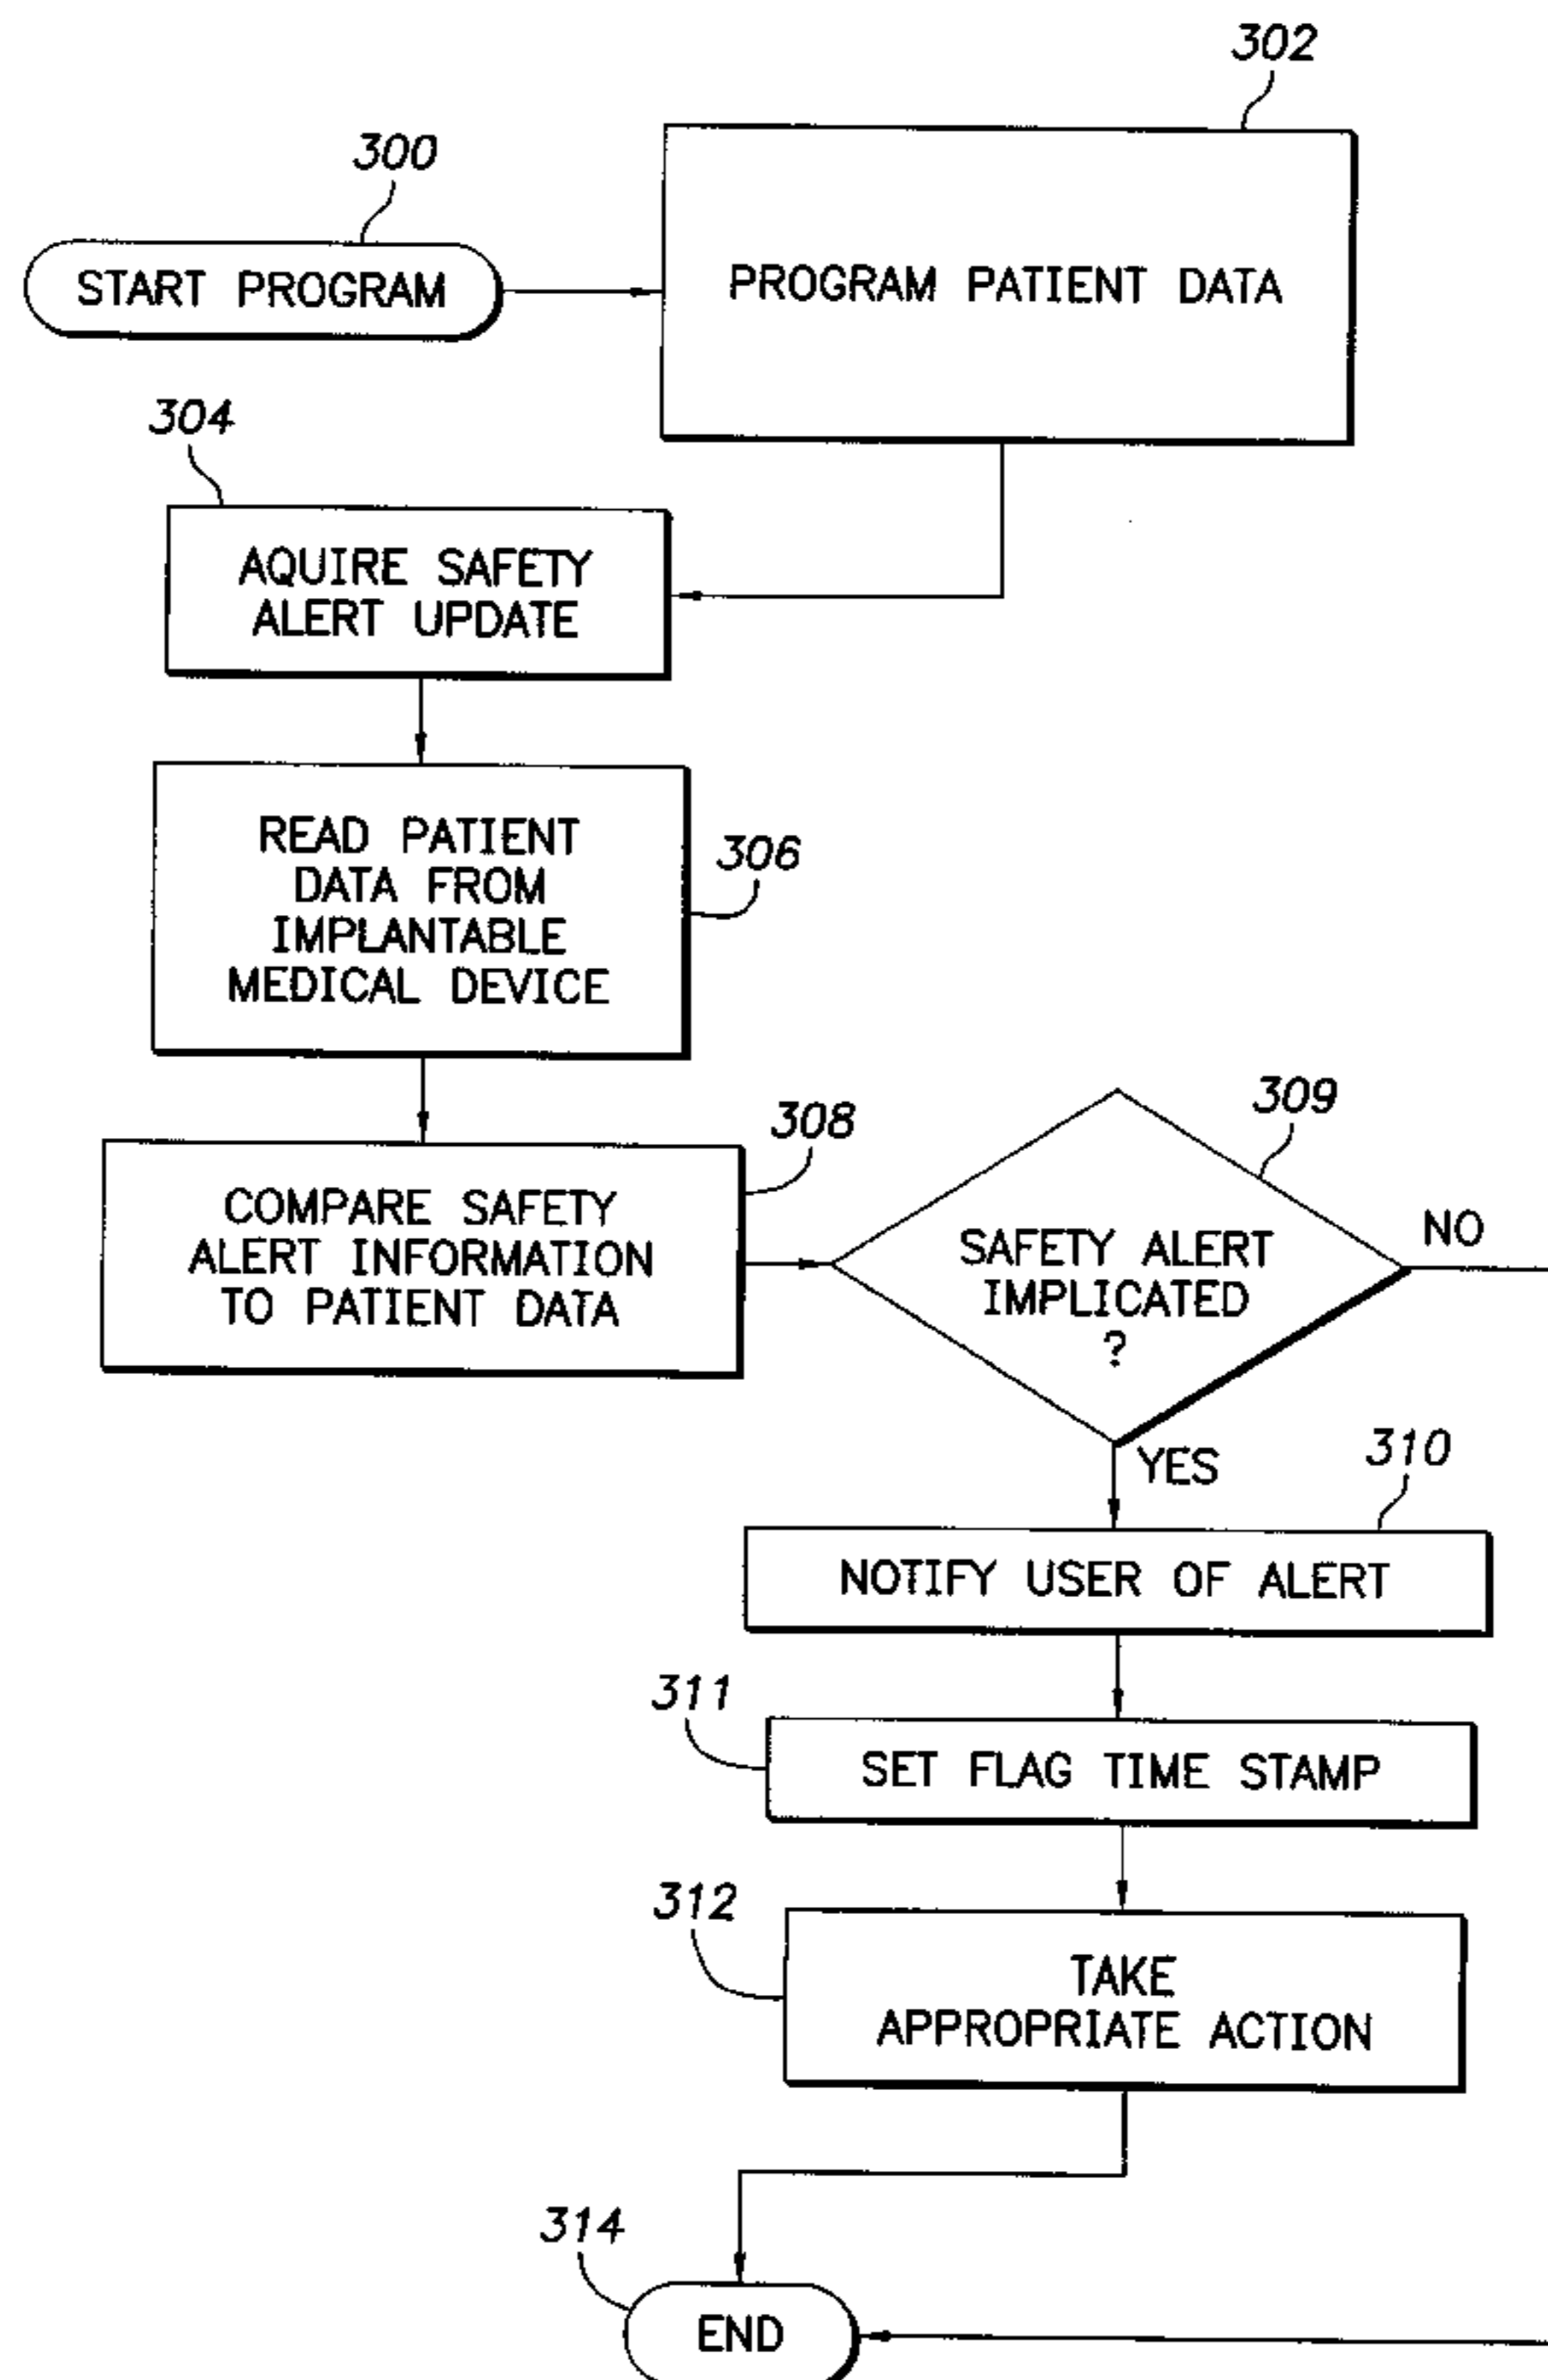 302
300
START PROGRAM
PROGRAM PATIENT DATA
304
AQUIRE SAFETY
ALERT UPDATE
READ PATIENT
DATA FROM
IMPLANTABLE
MEDICAL DEVICE
306
308
COMPARE SAFETY
ALERT INFORMATION
TO PATIENT DATA
309
SAFETY ALERT
IMPLICATED
?
NO
YES
310
NOTIFY USER OF ALERT
311
SET FLAG TIME STAMP
312
TAKE
APPROPRIATE ACTION
314
END